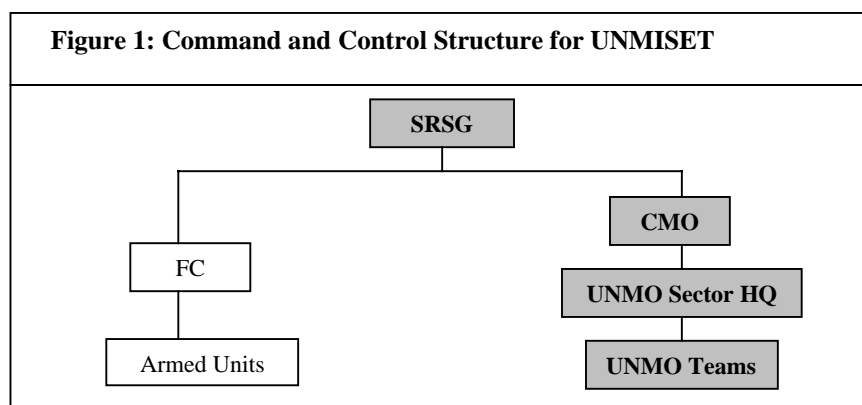 Figure 1: Command and Control Structure for UNMISET
SRSG
CMO
FC
UNMO Sector HQ
Armed Units
UNMO Teams